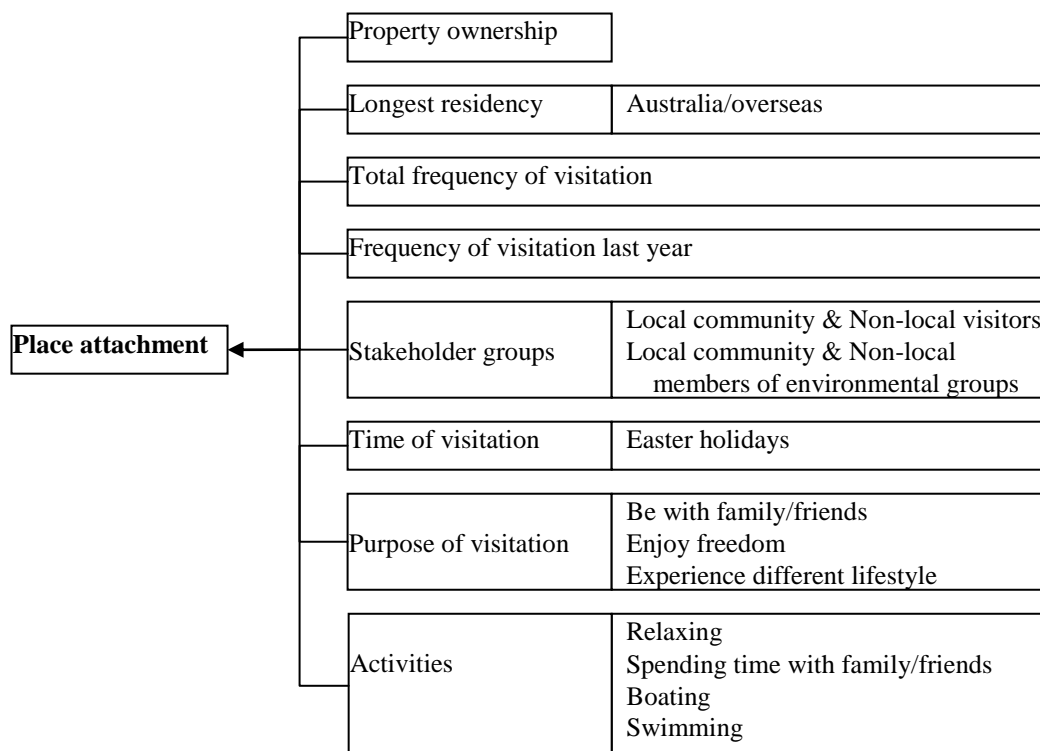 Property ownership
Longest residency
Australia/overseas
Total frequency of visitation
Frequency of visitation last year
Place attachment
Stakeholder groups
Local community & Non-local visitors
Local community & Non-local
members of environmental groups
Time of visitation
Easter holidays
Purpose of visitation
Be with family/friends
Enjoy freedom
Experience different lifestyle
Activities
Relaxing
Spending time with family/friends
Boating
Swimming